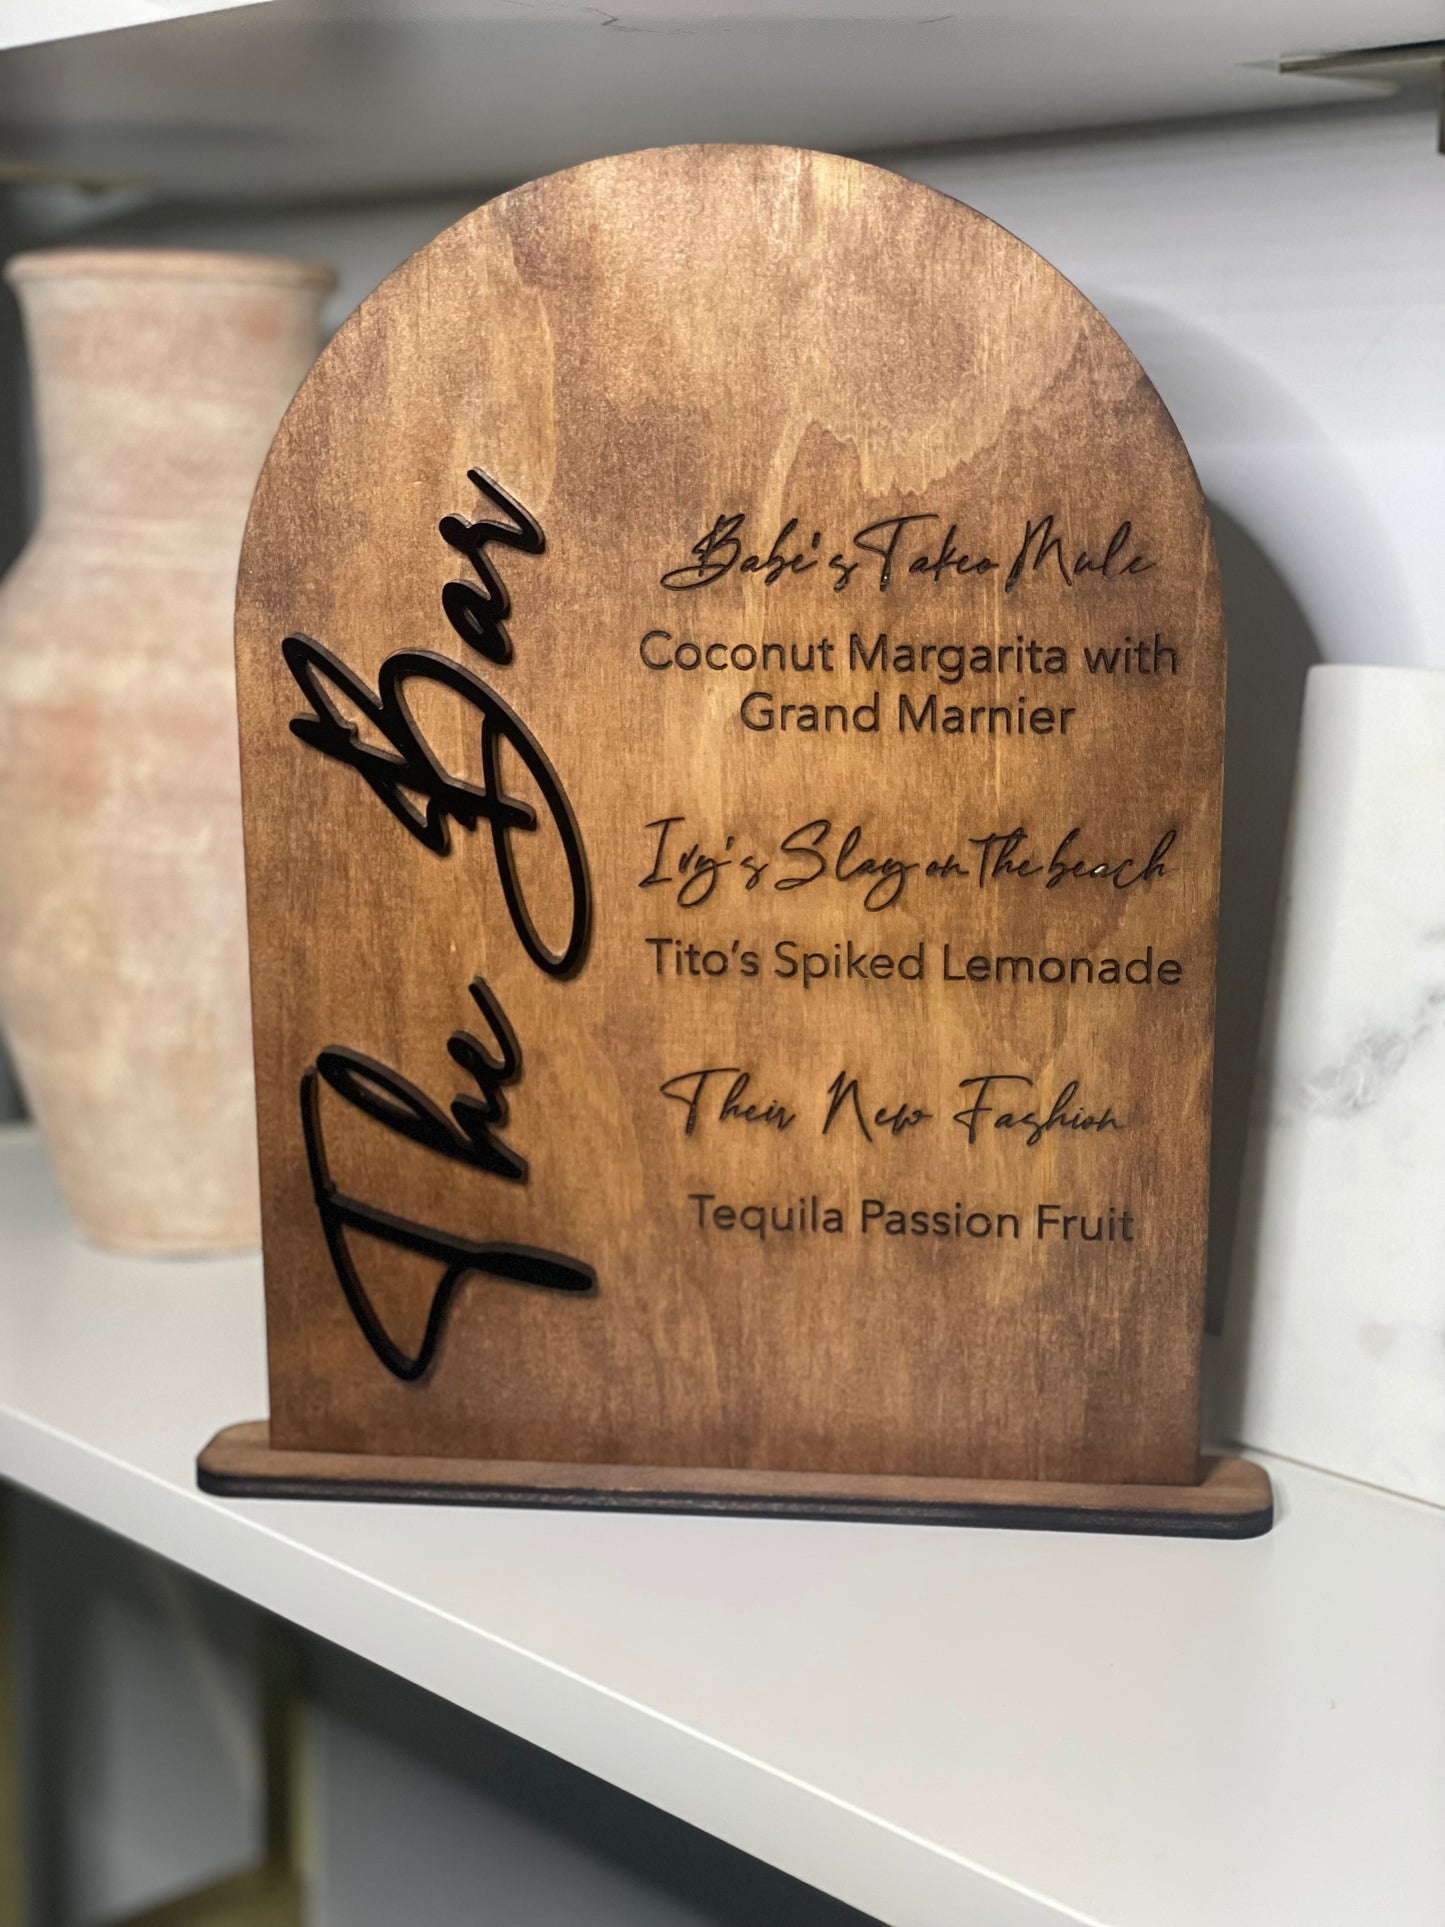 The Bar
Babe's Takeo Mule
Coconut Margarita with
Grand Marnier
Ivy's Slay on the beach
Tito's Spiked Lemonade
Their New Fashion
Tequila Passion Fruit